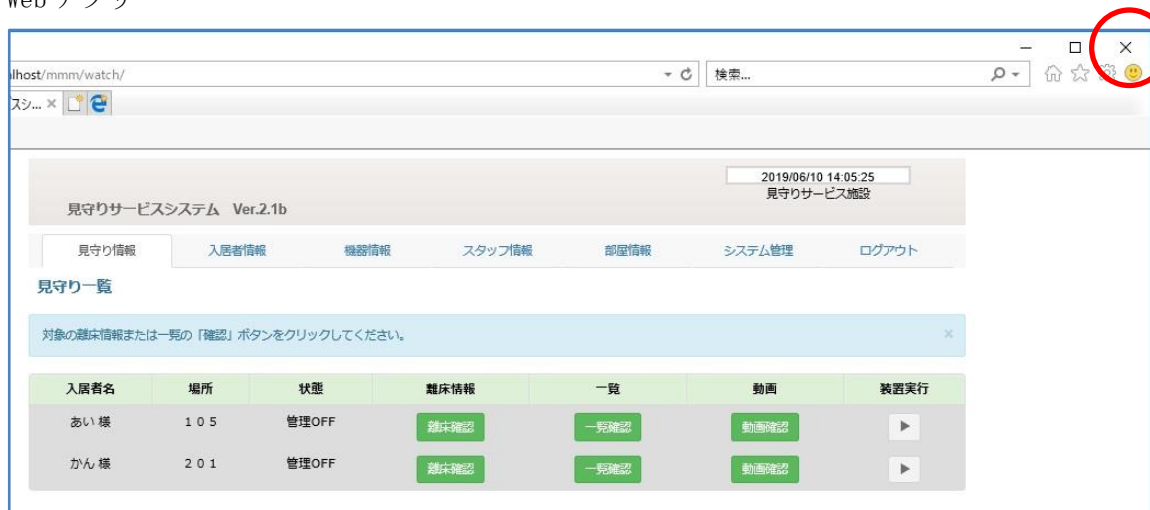 Webアプリ
lhost/mmm/watch/
検索...
スシ... ×
2019/06/10 14:05:25
見守りサービス施設
見守りサービスシステム Ver.2.1b
見守り情報 入居者情報 機器情報 スタッフ情報 部屋情報 システム管理 ログアウト
見守り一覧
対象の離床情報または一覧の「確認」ボタンをクリックしてください。 ×
入居者名 場所 状態 離床情報 一覧 動画 装置実行
あい 様 105 管理OFF 離床確認 一覧確認 動画確認
かん 様 201 管理OFF 離床確認 一覧確認 動画確認